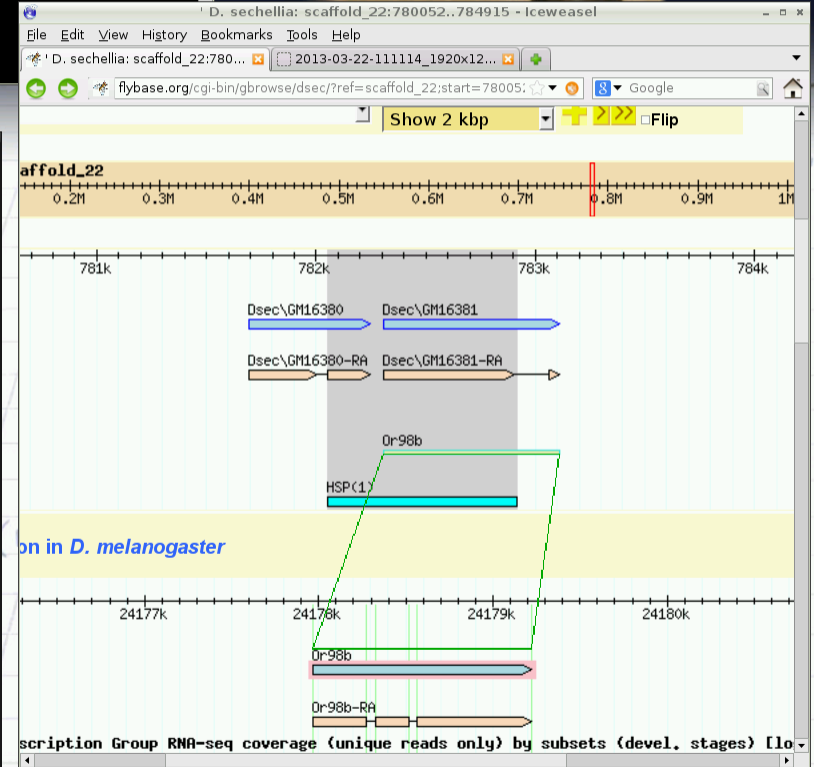 ' D. sechellia: scaffold_22:780052..784915 - Iceweasel
File Edit View History Bookmarks Tools Help
' D. sechellia: scaffold_22:780... 2013-03-22-111114_1920x12...
flybase.org/cgi-bin/gbrowse/dsec/?ref=scaffold_22;start=78005 Google
Show 2 kbp Flip
affold_22
0.2M 0.3M 0.4M 0.5M 0.6M 0.7M 0.8M 0.9M 1M
781k 782k 783k 784k
Dsec\GM16380 Dsec\GM16381
Dsec\GM16380-RA Dsec\GM16381-RA
Or98b
HSP(1)
on in D. melanogaster
24177k 24178k 24179k 24180k
Or98b
Or98b-RA
scription Group RNA-seq coverage (unique reads only) by subsets (devel. stages) [lo